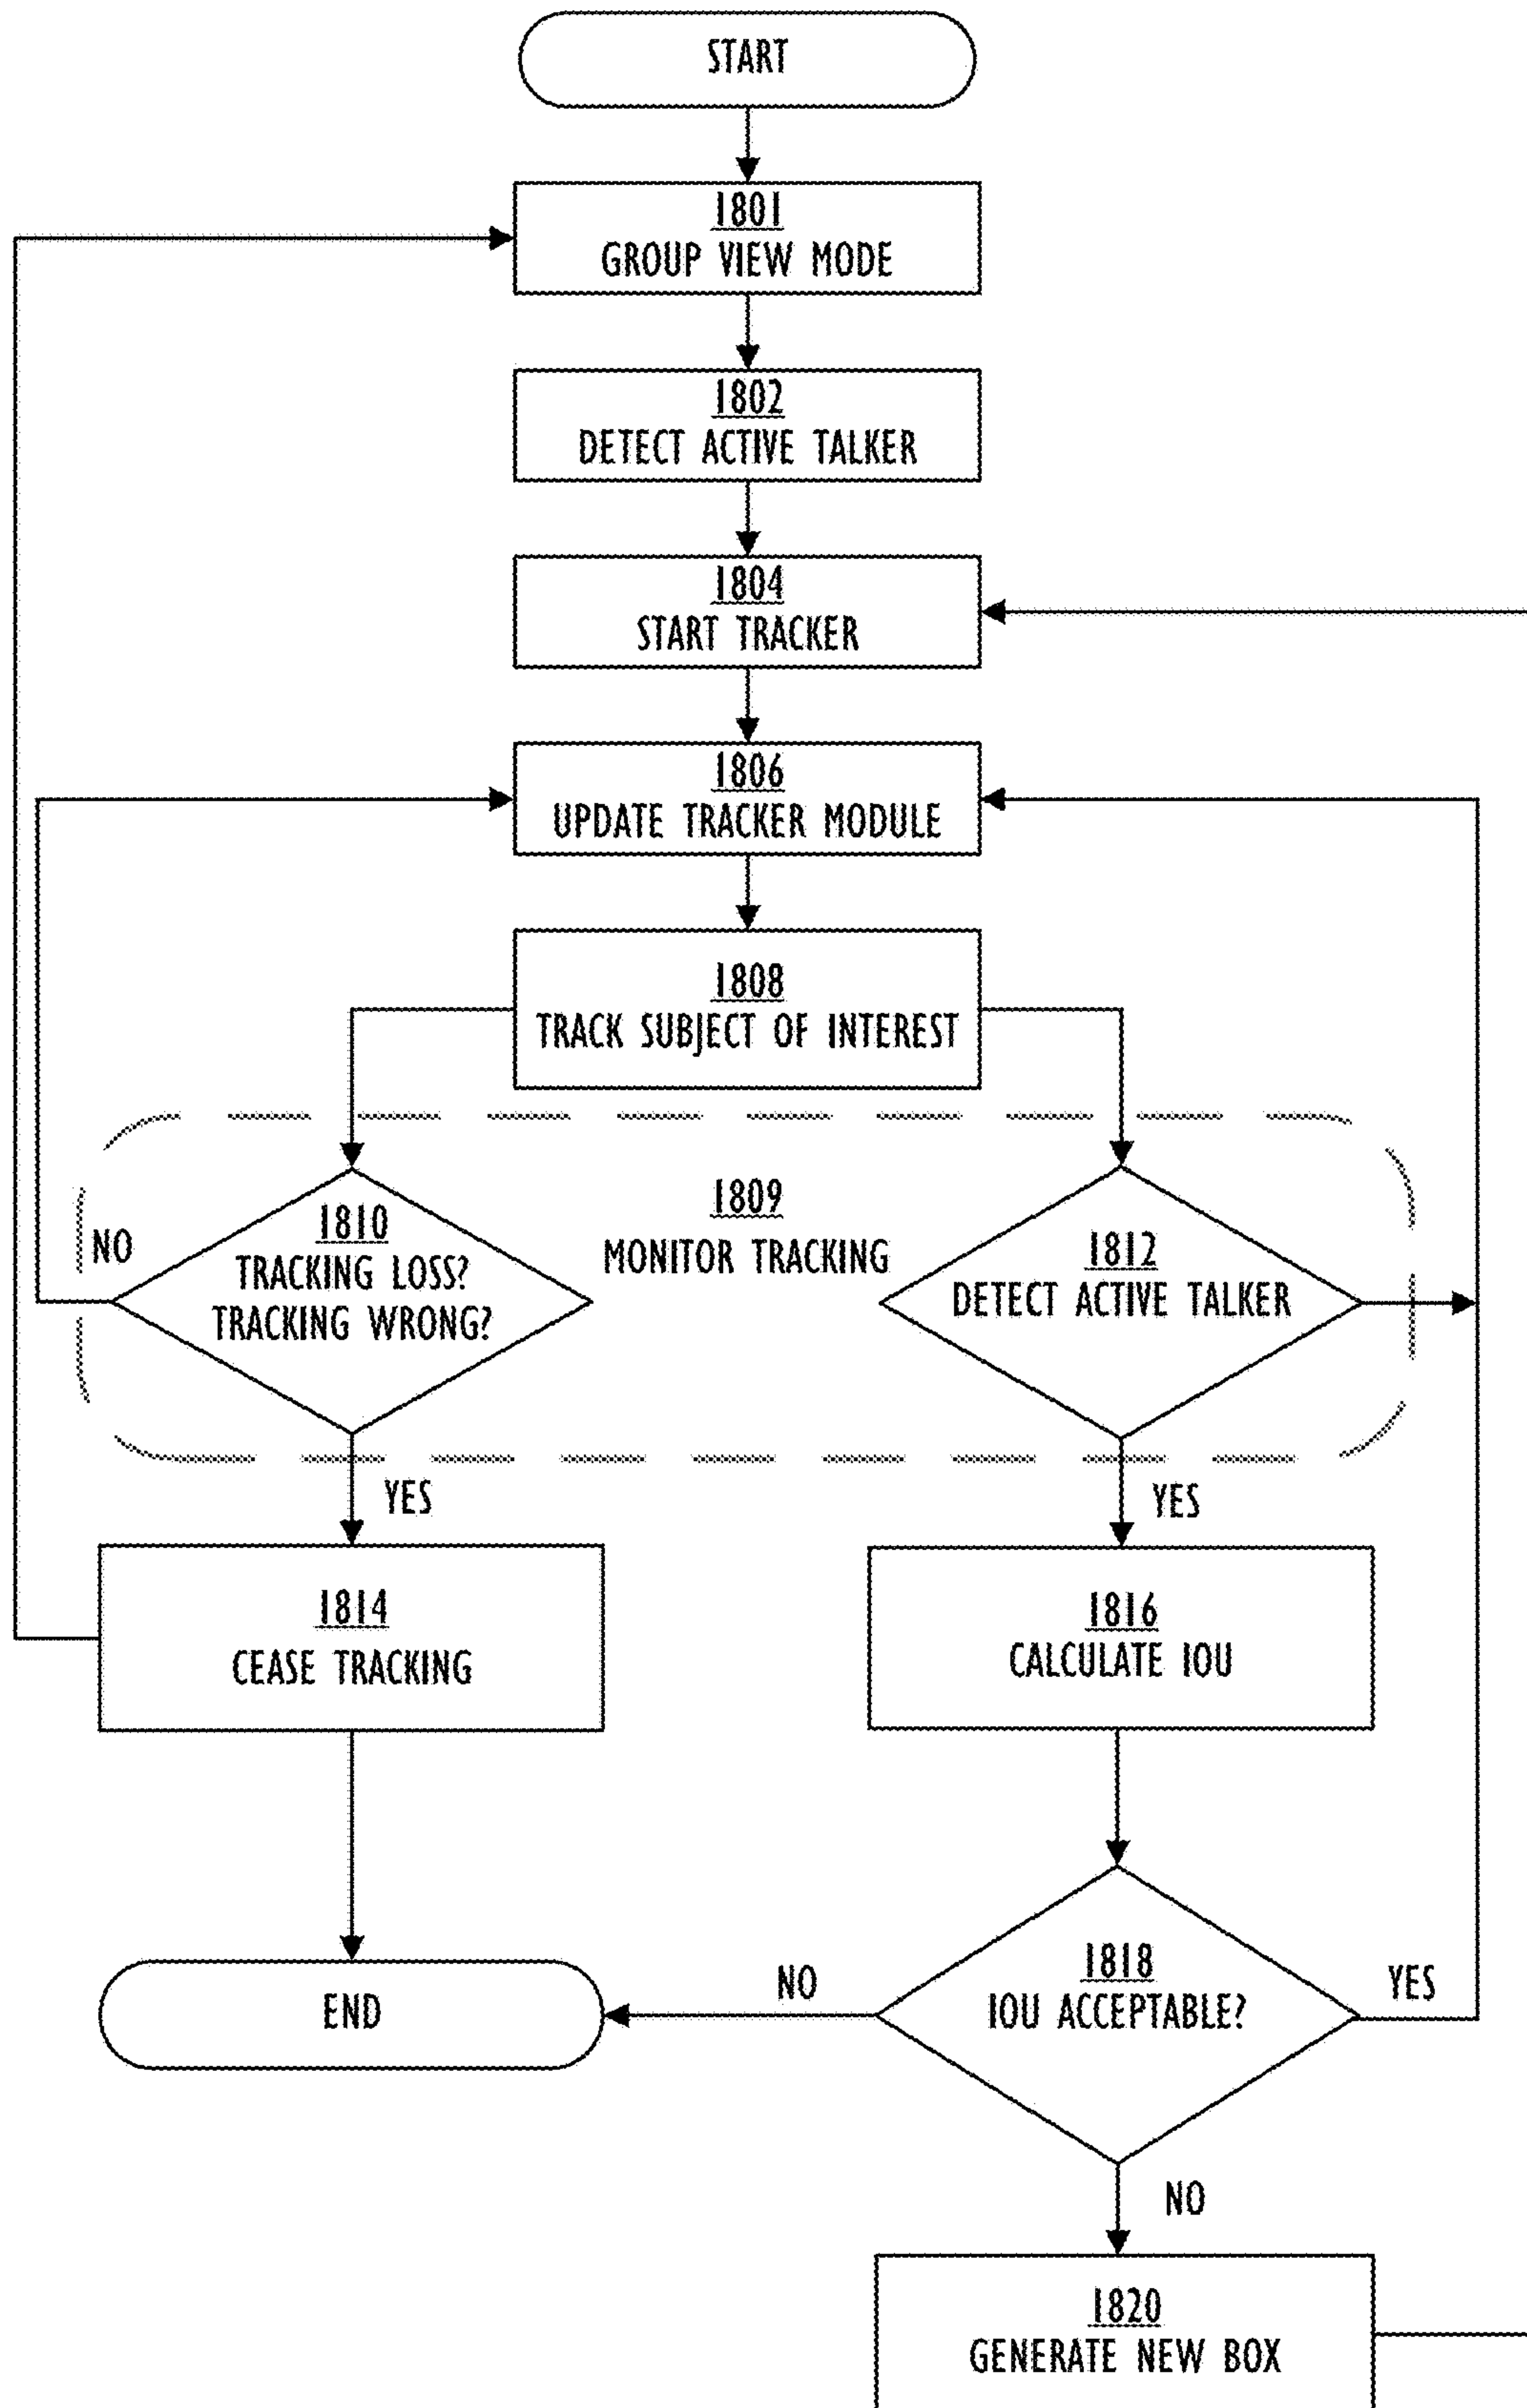 START
1801
GROUP VIEW MODE
1802
DETECT ACTIVE TALKER
1804
START TRACKER
1806
UPDATE TRACKER MODULE
1808
TRACK SUBJECT OF INTEREST
1809
MONITOR TRACKING
NO
1810
TRACKING LOSS?
TRACKING WRONG?
1812
DETECT ACTIVE TALKER
YES
YES
1814
CEASE TRACKING
1816
CALCULATE IOU
END
NO
1818
IOU ACCEPTABLE?
YES
NO
1820
GENERATE NEW BOX